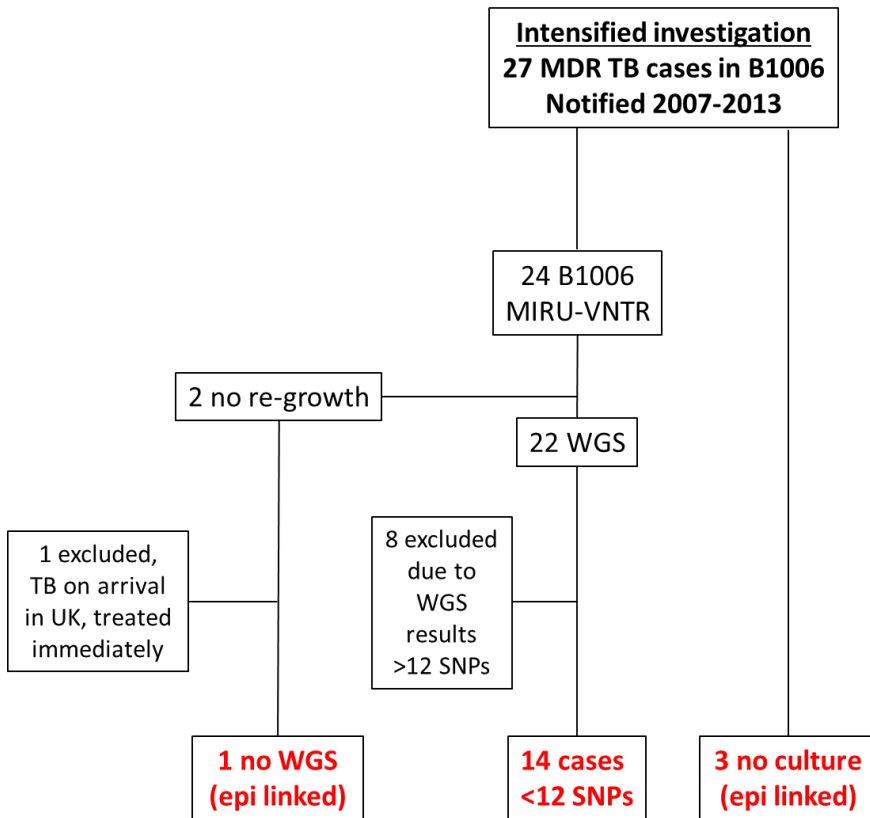 Intensified investigation
27 MDR TB cases in B1006
Notified 2007-2013
24 B1006
MIRU-VNTR
2 no re-growth
22 WGS
1 excluded,
TB on arrival
in UK, treated
immediately
8 excluded
due to
WGS
results
>12 SNPs
1 no WGS
(epi linked)
14 cases
<12 SNPs
3 no culture
(epi linked)